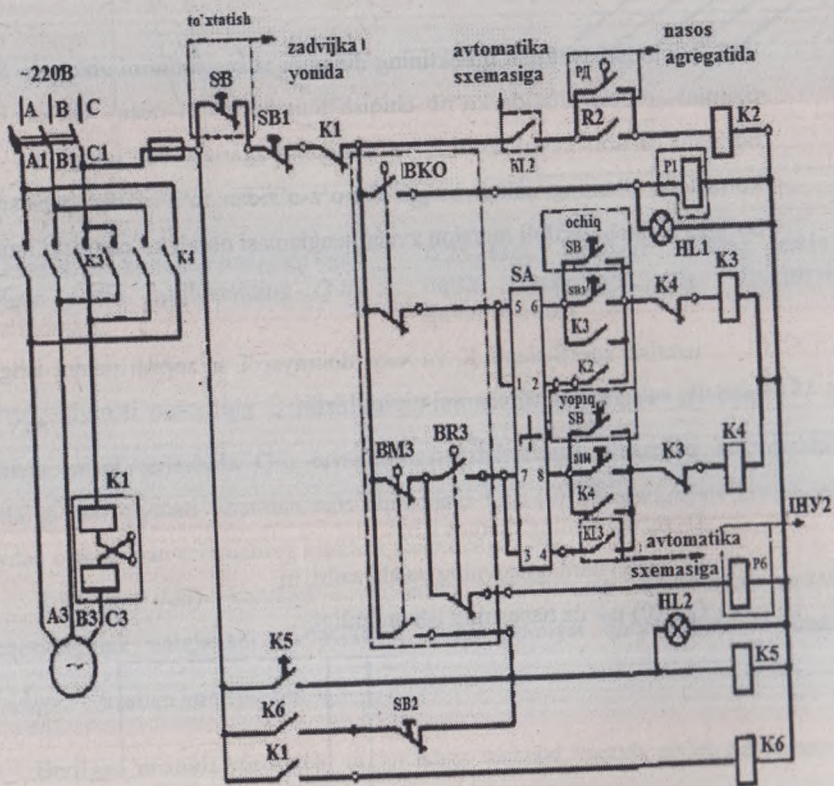 to`xtatish
zadvijka
yonida
avtomatika
sxemasiga
nasos
agregatida
~220В
A B C
SB
SB1
K1
РД
R2
K2
A1 B1 C1
KL2
BKO
P1
HL1
ochiq
SB
SA
SB3
K3
K4
K3
K4
K3
5 6
1 2
K2
yopiq
SB
BM3
BR3
7 8
K4
K3
K4
3 4
KL3
avtomatika
sxemasiga
K1
P6
HL2
A3 B3 C3
K5
K5
K6
SB2
K1
K6